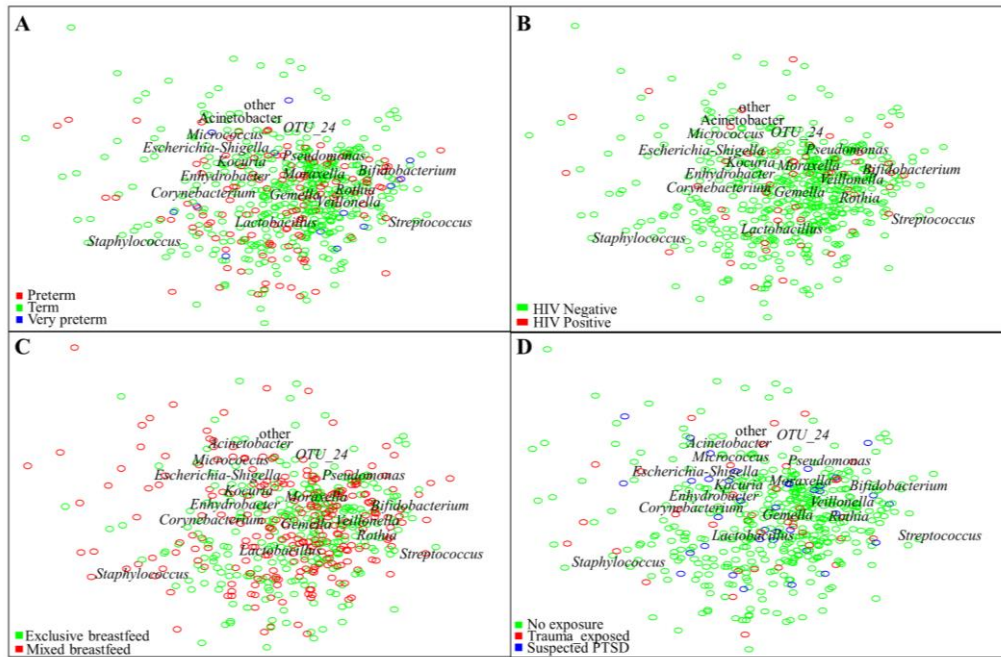 A
other
Acinetobacter
OTU_24
Micrococcus
Escherichia-Shigella
Pseudomonas
Kocuria
Bifidobacterium
Enhydrobacter
Moraxella
Corynebacterium
Gemella
Rothia
Veillonella
Lactobacillus
Streptococcus
Staphylococcus
Preterm
Term
Very preterm
B
other
Acinetobacter
Micrococcus
OTU_24
Escherichia-Shigella
Pseudomonas
Kocuria
Moraxella
Bifidobacterium
Enhydrobacter
Veillonella
Corynebacterium
Gemella
Rothia
Streptococcus
Lactobacillus
Staphylococcus
HIV Negative
HIV Positive
C
other
Acinetobacter
OTU_24
Micrococcus
Escherichia-Shigella
Pseudomonas
Kocuria
Moraxella
Bifidobacterium
Enhydrobacter
Corynebacterium
Gemella
Veillonella
Rothia
Lactobacillus
Streptococcus
Staphylococcus
Exclusive breastfeed
Mixed breastfeed
D
other
OTU_24
Acinetobacter
Micrococcus
Pseudomonas
Escherichia-Shigella
Kocuria
Moraxella
Bifidobacterium
Enhydrobacter
Veillonella
Corynebacterium
Gemella
Rothia
Lactobacillus
Streptococcus
Staphylococcus
No exposure
Trauma_exposed
Suspected PTSD